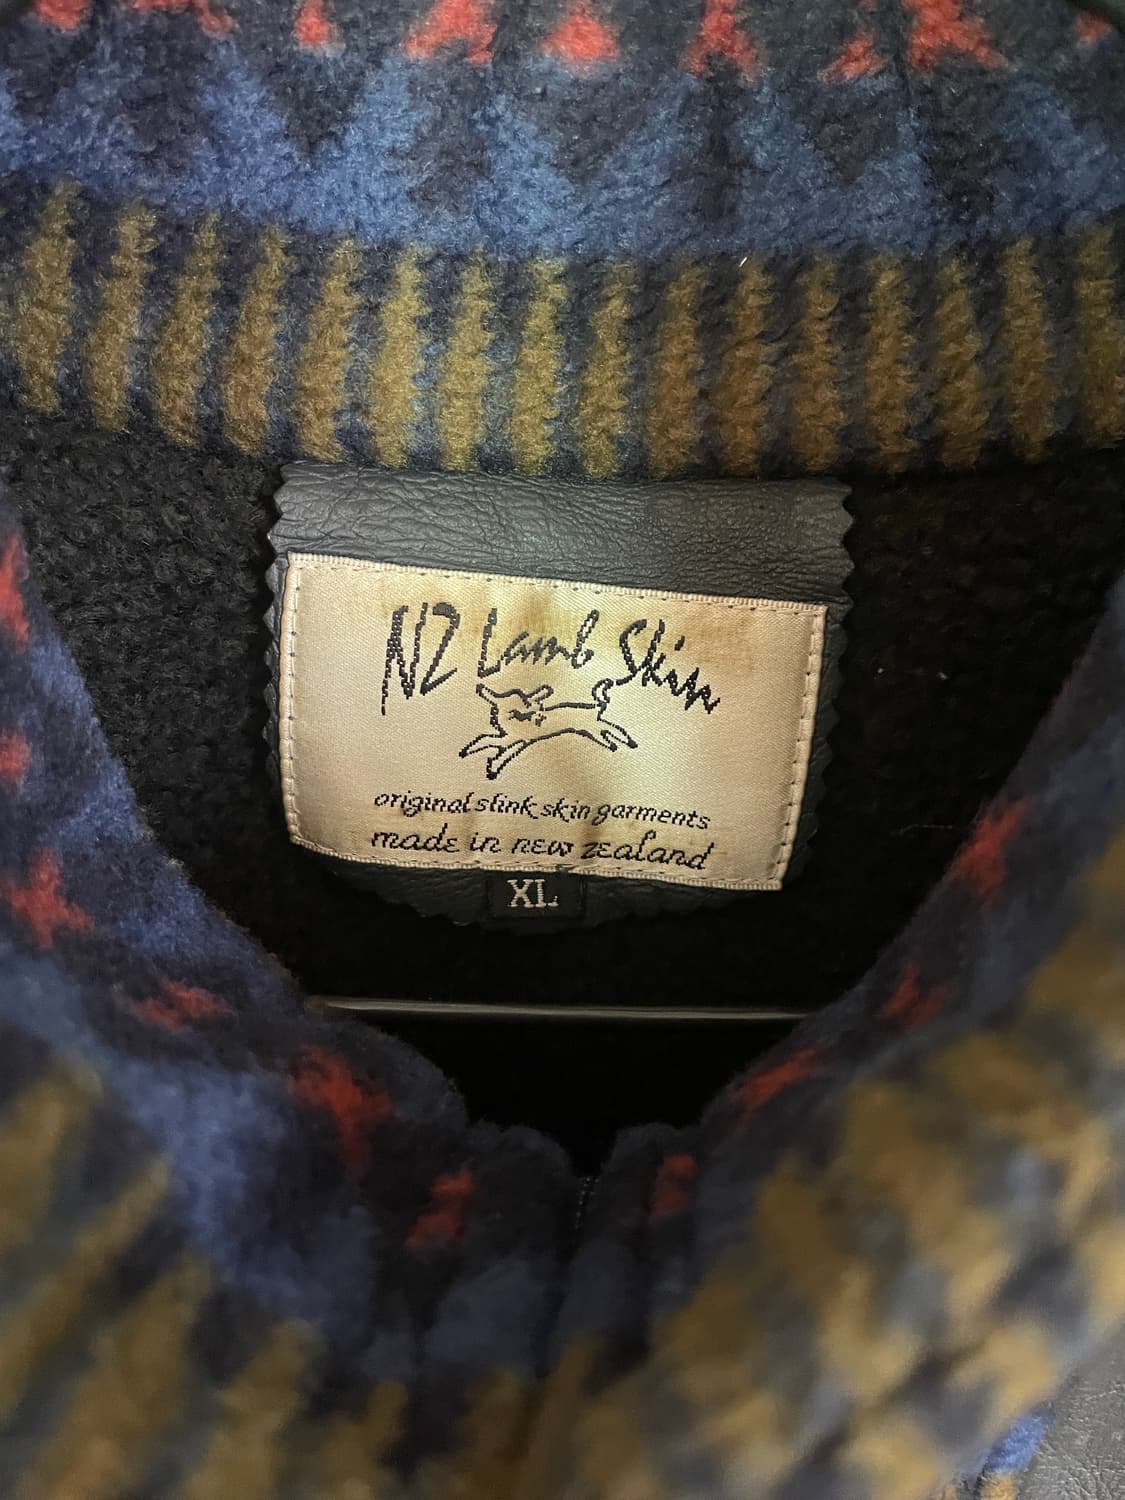 NZ Lamb Skin
original slink skin garments
made in new zealand
XL